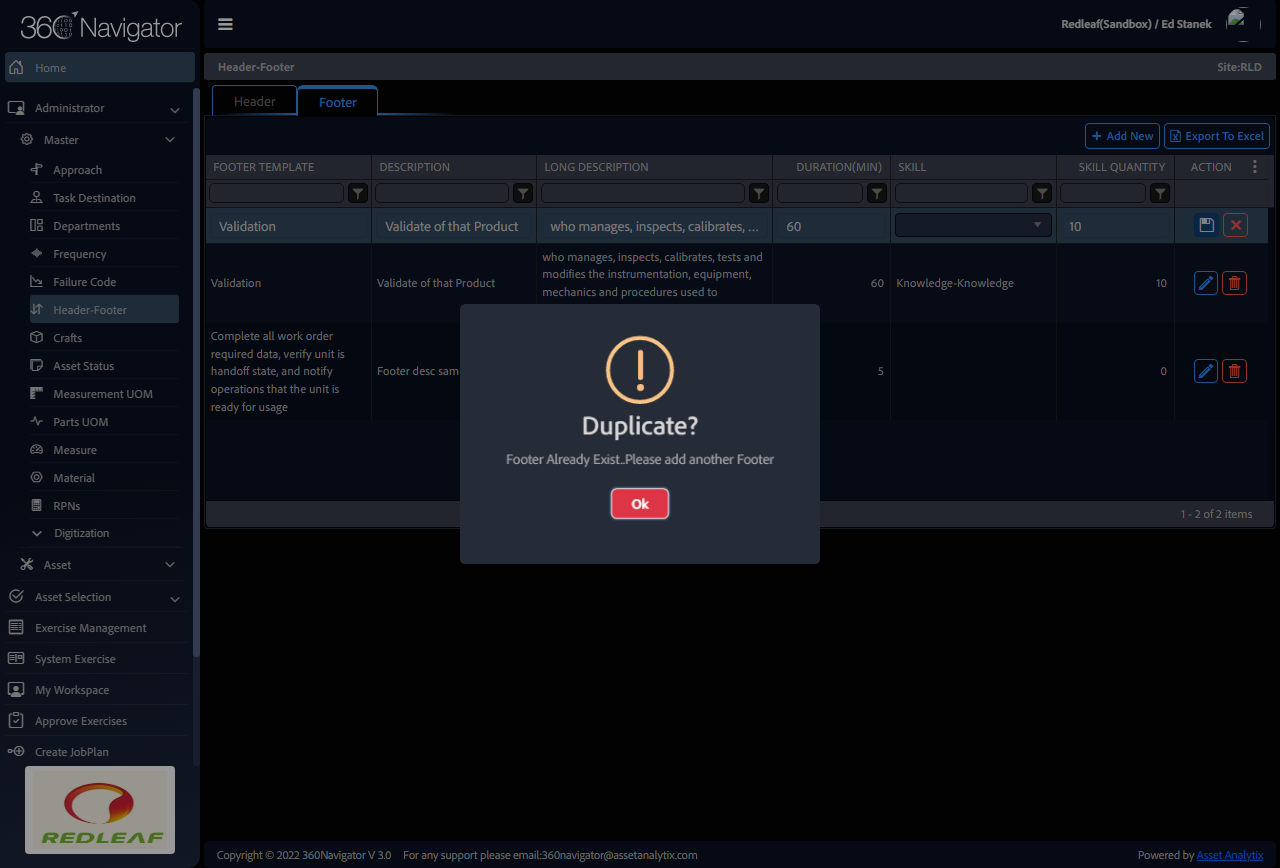 360 Navigator
Redleaf(Sandbox) / Ed Stanek
Home
Header-Footer
Site:RLD
Administrator
Master
Approach
Task Destination
Departments
Frequency
Failure Code
Header-Footer
Crafts
Asset Status
Measurement UOM
Parts UOM
Measure
Material
RPNs
Digitization
Asset
Asset Selection
Exercise Management
System Exercise
My Workspace
Approve Exercises
Create JobPlan
REDLEAF
Header
Footer
+ Add New
Export To Excel
FOOTER TEMPLATE
DESCRIPTION
LONG DESCRIPTION
DURATION(MIN)
SKILL
SKILL QUANTITY
ACTION
Validation
Validate of that Product
who manages, inspects, calibrates, ...
60
10
Validation
Validate of that Product
who manages, inspects, calibrates, tests and
modifies the instrumentation, equipment,
mechanics and procedures used to
60
Knowledge-Knowledge
10
Complete all work order
required data, verify unit is
handoff state, and notify
operations that the unit is
ready for usage
Footer desc sam
5
0
Duplicate?
Footer Already Exist..Please add another Footer
Ok
1 - 2 of 2 items
Copyright © 2022 360Navigator V 3.0
For any support please email:360navigator@assetanalytix.com
Powered by Asset Analytix